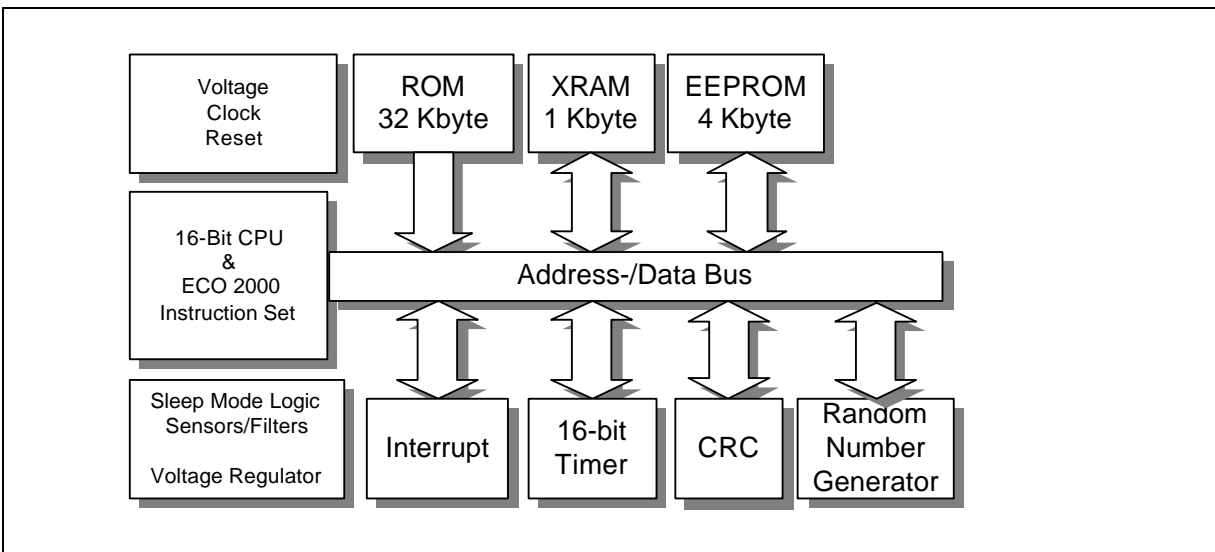 Voltage
Clock
Reset
ROM
32 Kbyte
XRAM
1 Kbyte
EEPROM
4 Kbyte
16-Bit CPU
&
ECO 2000
Instruction Set
Address-/Data Bus
Sleep Mode Logic
Sensors/Filters
Voltage Regulator
Interrupt
16-bit
Timer
CRC
Random
Number
Generator